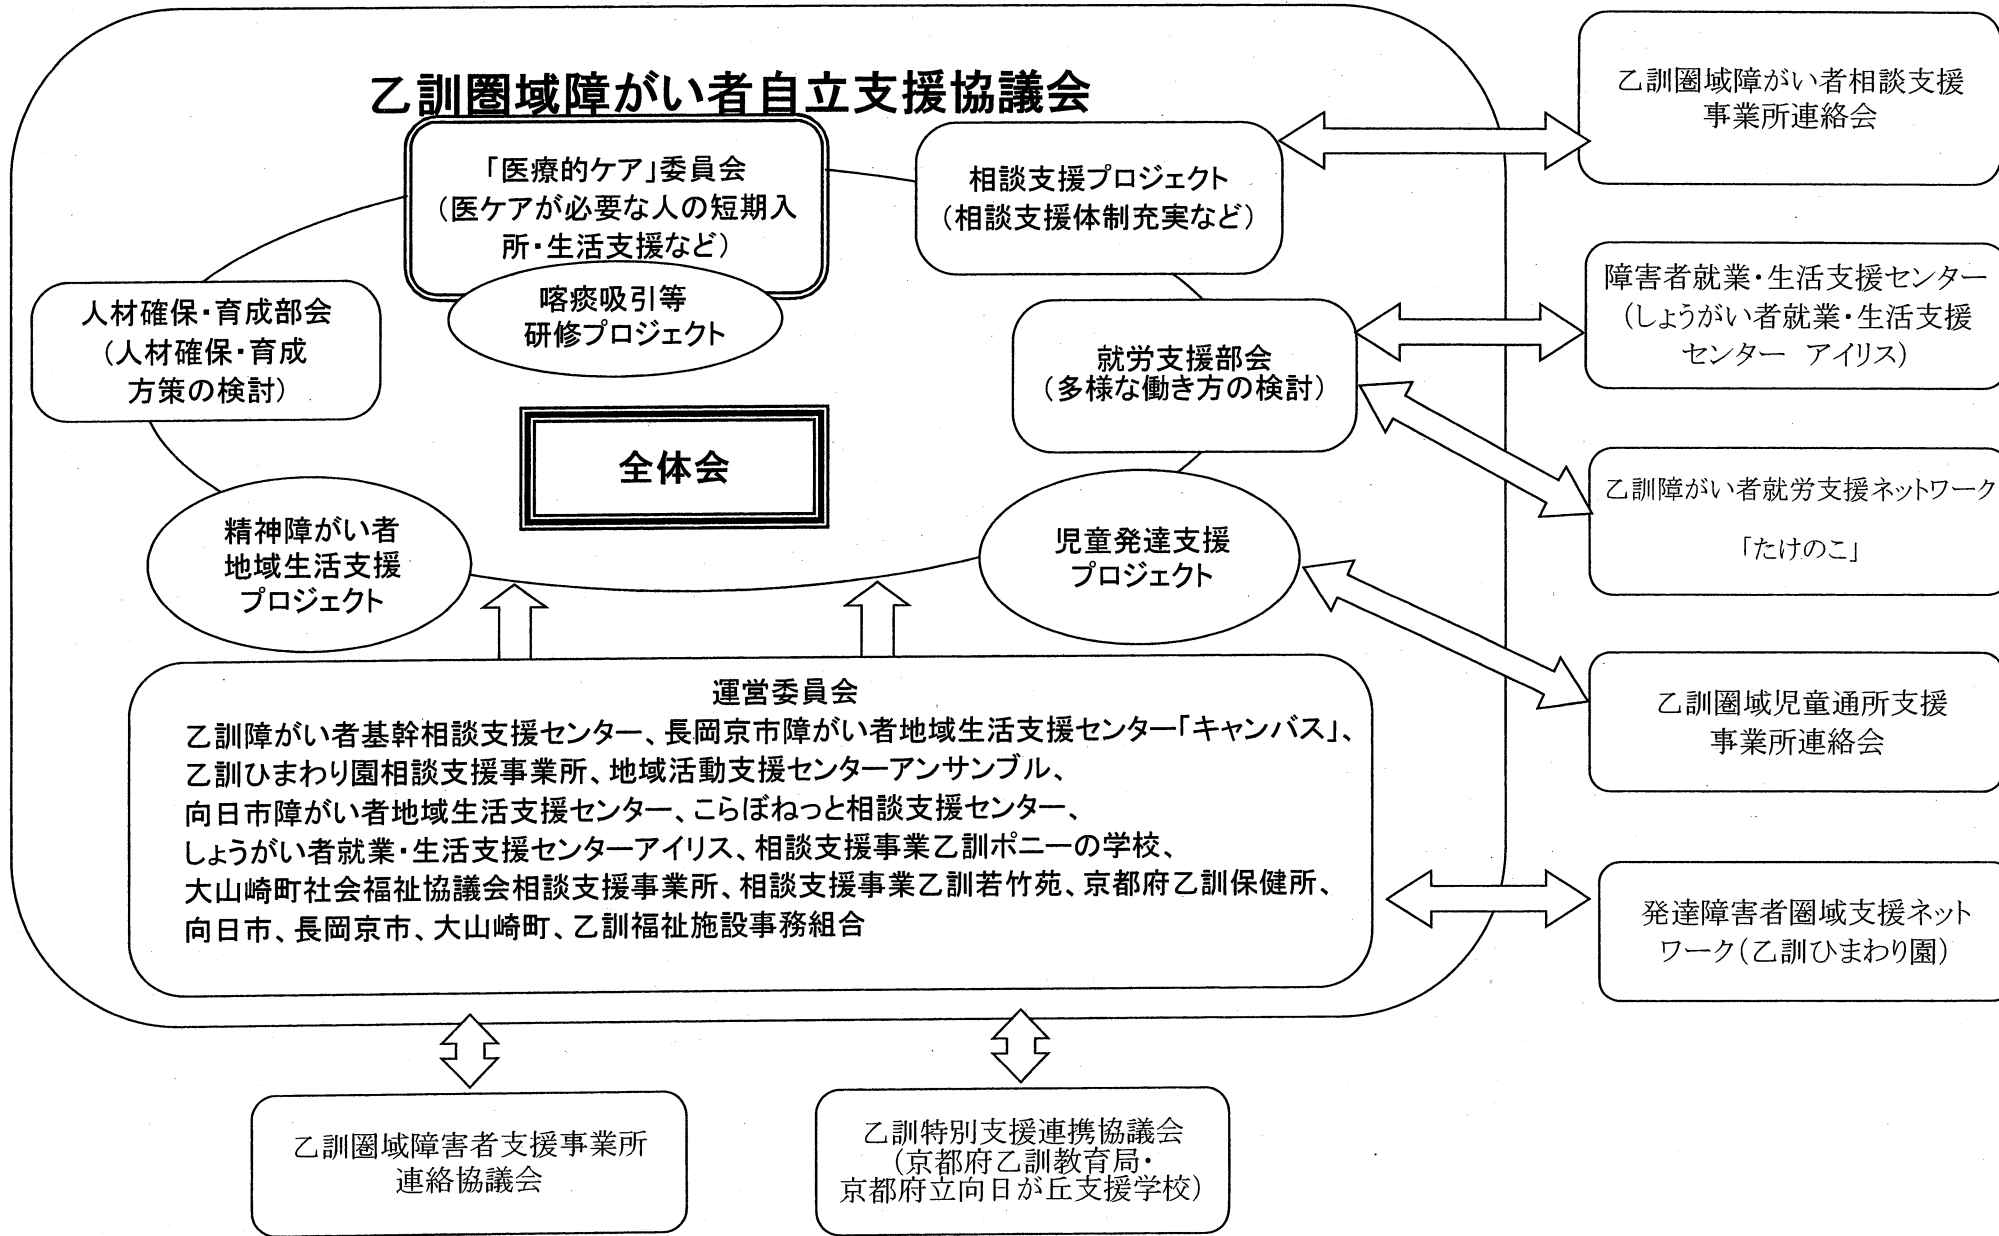 乙訓圏域障がい者自立支援協議会
「医療的ケア」委員会
(医ケアが必要な人の短期入
所・生活支援など)
喀痰吸引等
研修プロジェクト
相談支援プロジェクト
(相談支援体制充実など)
人材確保・育成部会
(人材確保・育成
方策の検討)
就労支援部会
(多様な働き方の検討)
全体会
精神障がい者
地域生活支援
プロジェクト
児童発達支援
プロジェクト
運営委員会
乙訓障がい者基幹相談支援センター、長岡京市障がい者地域生活支援センター「キャンバス」、
乙訓ひまわり園相談支援事業所、地域活動支援センターアンサンブル、
向日市障がい者地域生活支援センター、こらぼねっと相談支援センター、
しょうがい者就業・生活支援センターアイリス、相談支援事業乙訓ポニーの学校、
大山崎町社会福祉協議会相談支援事業所、相談支援事業乙訓若竹苑、京都府乙訓保健所、
向日市、長岡京市、大山崎町、乙訓福祉施設事務組合
乙訓圏域障がい者相談支援
事業所連絡会
障害者就業・生活支援センター
(しょうがい者就業・生活支援
センター　アイリス)
乙訓障がい者就労支援ネットワーク
「たけのこ」
乙訓圏域児童通所支援
事業所連絡会
発達障害者圏域支援ネット
ワーク(乙訓ひまわり園)
乙訓圏域障害者支援事業所
連絡協議会
乙訓特別支援連携協議会
(京都府乙訓教育局・
京都府立向日が丘支援学校)